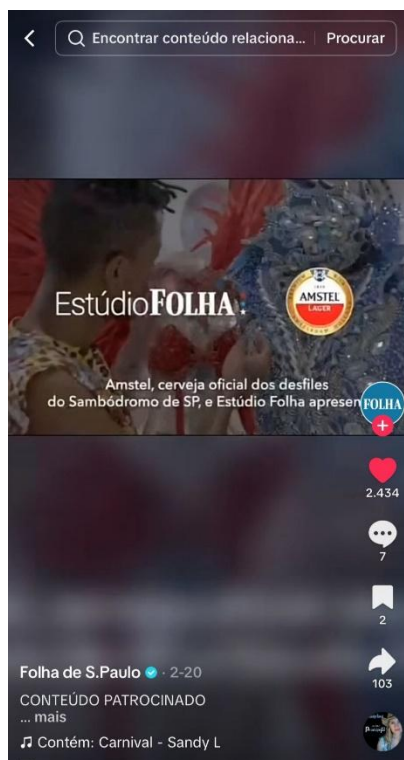 Encontrar conteúdo relaciona... Procurar
EstúdioFOLHA:
AMSTEL
LAGER
Amstel, cerveja oficial dos desfiles
do Sambódromo de SP, e Estúdio Folha apresen
FOLHA
2.434
7
2
103
Folha de S.Paulo · 2-20
CONTEÚDO PATROCINADO
... mais
Contém: Carnival - Sandy L